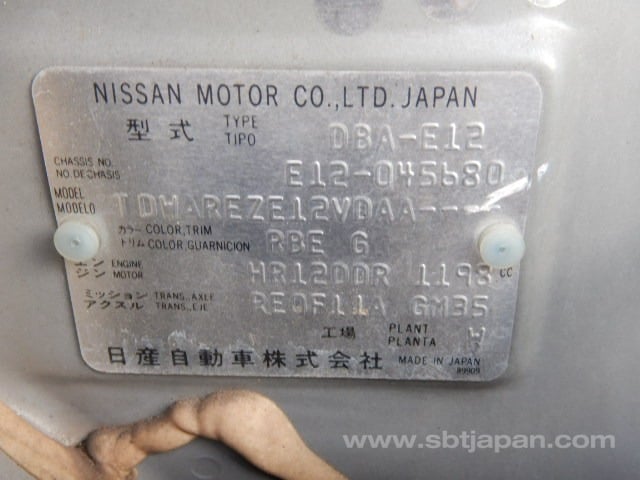 NISSAN MOTOR CO.,LTD. JAPAN
型式 TYPE TIPO DBA-E12
CHASSIS NO. NO. DE CHASIS E12-045680
MODEL MODELO TDWAREZE12VDAA----
カラー COLOR, TRIM
トリム COLOR, GUARNICION RBE G
エンジン ENGINE MOTOR HR12DDR 1198 CC
ミッション TRANS. AXLE
アクスル TRANS. EJE RE0F11A GM35
工場 PLANT PLANTA W
日産自動車株式会社 MADE IN JAPAN
89909
www.sbtjapan.com